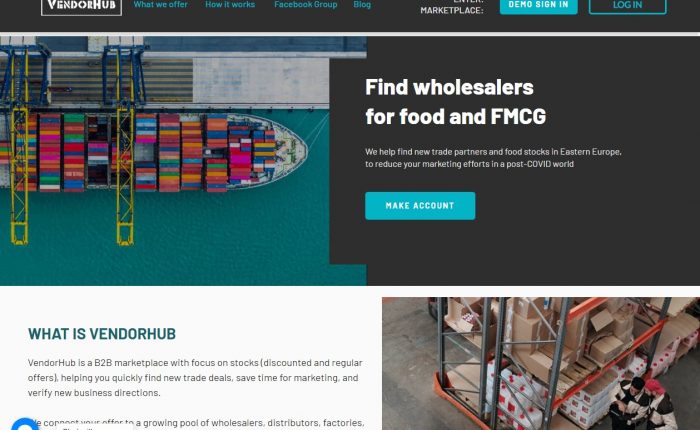 VENDORHUB
What we offer
How it works
Facebook Group
Blog
ENTER
MARKETPLACE:
DEMO SIGN IN
LOG IN
Find wholesalers
for food and FMCG
We help find new trade partners and food stocks in Eastern Europe,
to reduce your marketing efforts in a post-COVID world
MAKE ACCOUNT
WHAT IS VENDORHUB
VendorHub is a B2B marketplace with focus on stocks (discounted and regular
offers), helping you quickly find new trade deals, save time for marketing, and
verify new business directions.
We connect your offer to a growing pool of wholesalers, distributors, factories,